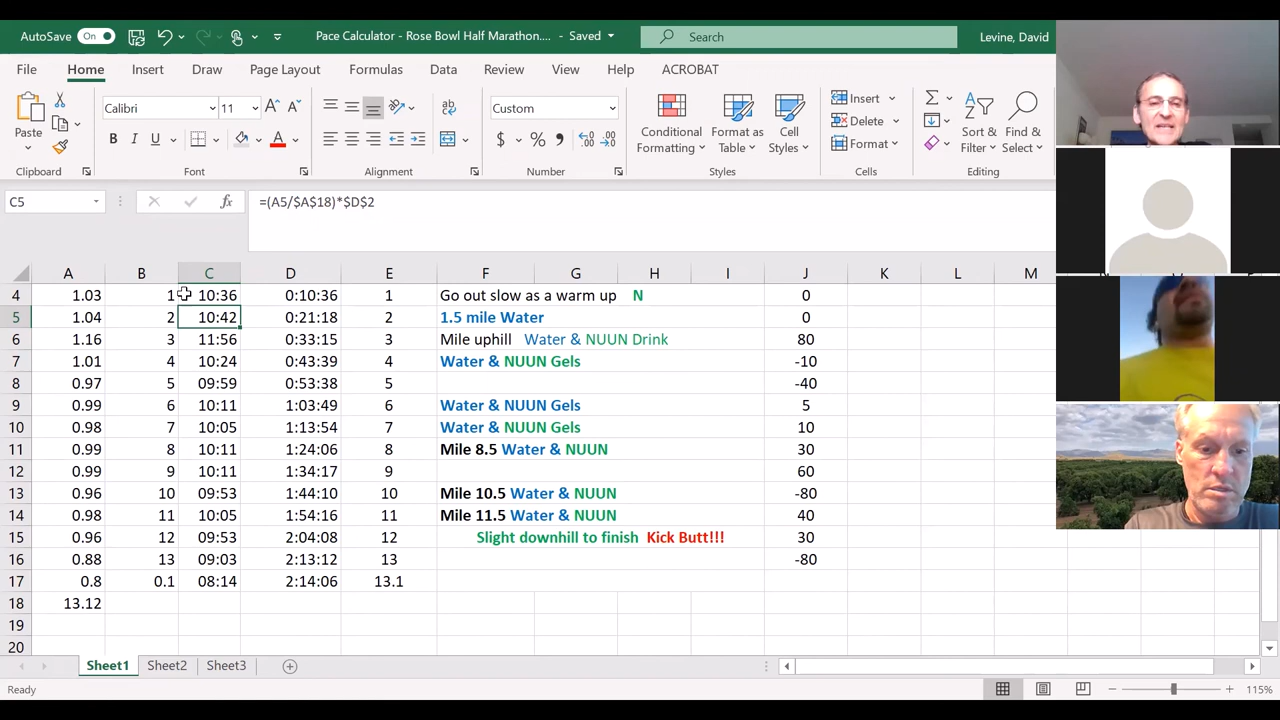 AutoSave On Pace Calculator - Rose Bowl Half Marathon.... - Saved Search Levine, David
File Home Insert Draw Page Layout Formulas Data Review View Help ACROBAT
Paste Calibri 11 Custom Conditional Formatting Format as Table Cell Styles Insert Delete Format Sort & Filter Find & Select
Clipboard Font Alignment Number Styles Cells Editing
C5 fx =(A5/$A$18)*$D$2
A B C D E F G H I J K L M
4 1.03 1 10:36 0:10:36 1 Go out slow as a warm up N 0
5 1.04 2 10:42 0:21:18 2 1.5 mile Water 0
6 1.16 3 11:56 0:33:15 3 Mile uphill Water & NUUN Drink 80
7 1.01 4 10:24 0:43:39 4 Water & NUUN Gels -10
8 0.97 5 09:59 0:53:38 5 -40
9 0.99 6 10:11 1:03:49 6 Water & NUUN Gels 5
10 0.98 7 10:05 1:13:54 7 Water & NUUN Gels 10
11 0.99 8 10:11 1:24:06 8 Mile 8.5 Water & NUUN 30
12 0.99 9 10:11 1:34:17 9 60
13 0.96 10 09:53 1:44:10 10 Mile 10.5 Water & NUUN -80
14 0.98 11 10:05 1:54:16 11 Mile 11.5 Water & NUUN 40
15 0.96 12 09:53 2:04:08 12 Slight downhill to finish Kick Butt!!! 30
16 0.88 13 09:03 2:13:12 13 -80
17 0.8 0.1 08:14 2:14:06 13.1
18 13.12
19
20
Sheet1 Sheet2 Sheet3
Ready 115%